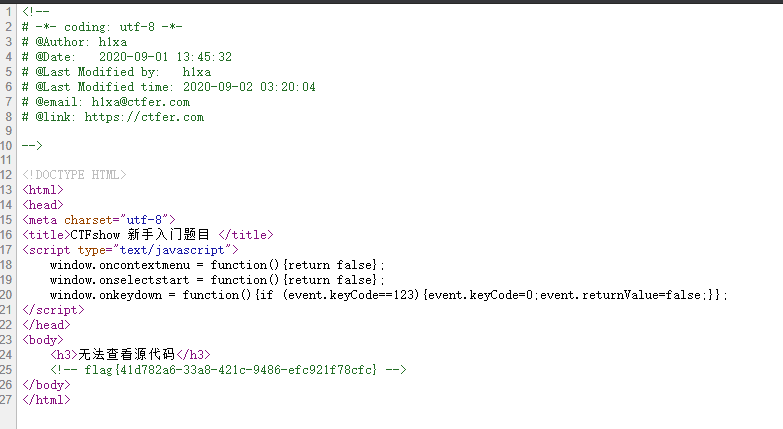 1 <!--
2 # -*- coding: utf-8 -*-
3 # @Author: h1xa
4 # @Date:   2020-09-01 13:45:32
5 # @Last Modified by:   h1xa
6 # @Last Modified time: 2020-09-02 03:20:04
7 # @email: h1xa@ctfer.com
8 # @link: https://ctfer.com
9
10 -->
11
12 <!DOCTYPE HTML>
13 <html>
14 <head>
15 <meta charset="utf-8">
16 <title>CTFshow 新手入门题目 </title>
17 <script type="text/javascript">
18     window.oncontextmenu = function(){return false};
19     window.onselectstart = function(){return false};
20     window.onkeydown = function(){if (event.keyCode==123){event.keyCode=0;event.returnValue=false;}};
21 </script>
22 </head>
23 <body>
24     <h3>无法查看源代码</h3>
25     <!-- flag{41d782a6-33a8-421c-9486-efc921f78cfc} -->
26 </body>
27 </html>